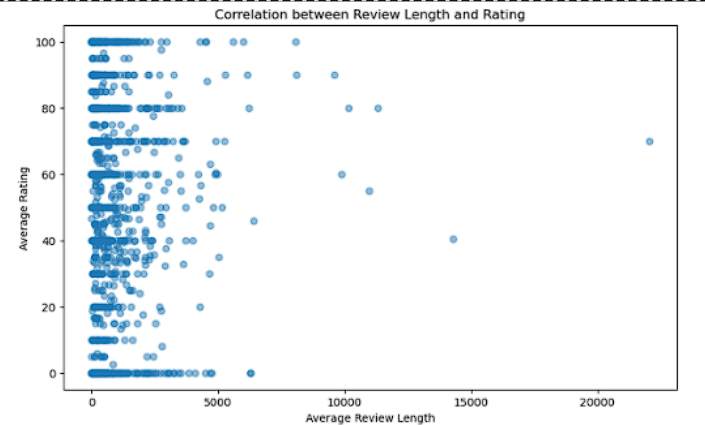 Correlation between Review Length and Rating
100
80
60
40
20
0
Average Rating
0 5000 10000 15000 20000
Average Review Length